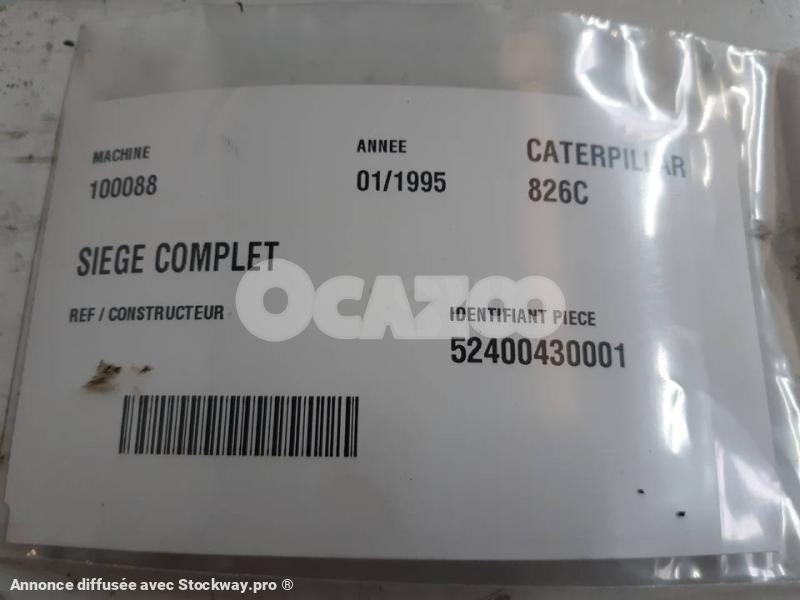 MACHINE
100088
ANNEE
01/1995
CATERPILLAR
826C
SIEGE COMPLET
REF / CONSTRUCTEUR
IDENTIFIANT PIECE
52400430001
OCAZOO
Annonce diffusée avec Stockway.pro ®